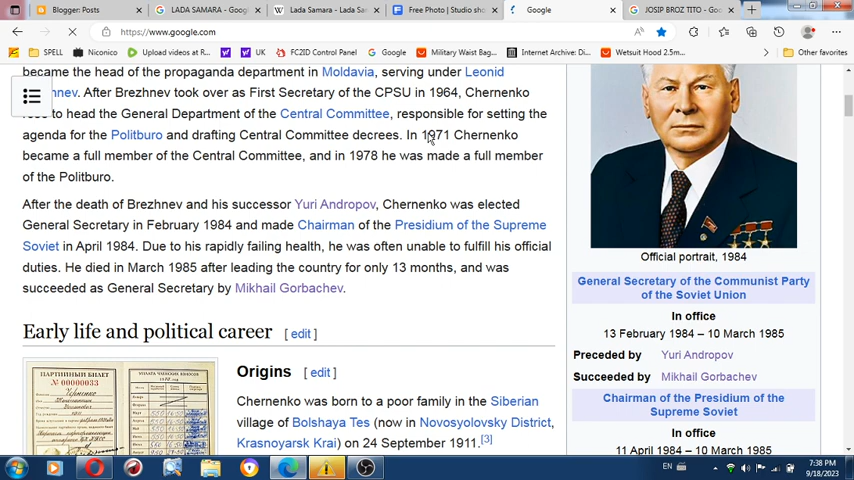 Blogger: Posts
LADA SAMARA - Google
Lada Samara - Lada Sam
Free Photo | Studio sho
Google
JOSIP BROZ TITO - Goo
https://www.google.com
SPELL
Niconico
Upload videos at R...
Google
UK
FC2ID Control Panel
Google
Military Waist Bag...
Internet Archive: Di...
Wetsuit Hood 2.5m...
Other favorites
became the head of the propaganda department in Moldavia, serving under Leonid
. After Brezhnev took over as First Secretary of the CPSU in 1964, Chernenko
to head the General Department of the Central Committee, responsible for setting the
agenda for the Politburo and drafting Central Committee decrees. In 1971 Chernenko
became a full member of the Central Committee, and in 1978 he was made a full member
of the Politburo.
After the death of Brezhnev and his successor Yuri Andropov, Chernenko was elected
General Secretary in February 1984 and made Chairman of the Presidium of the Supreme
Soviet in April 1984. Due to his rapidly failing health, he was often unable to fulfill his official
duties. He died in March 1985 after leading the country for only 13 months, and was
succeeded as General Secretary by Mikhail Gorbachev.
Early life and political career [ edit ]
ПАРТИЙНЫЙ БИЛЕТ
№ 00000033
Origins [ edit ]
Chernenko was born to a poor family in the Siberian
village of Bolshaya Tes (now in Novosyolovsky District,
Krasnoyarsk Krai) on 24 September 1911.[3]
Official portrait, 1984
General Secretary of the Communist Party
of the Soviet Union
In office
13 February 1984 – 10 March 1985
Preceded by Yuri Andropov
Succeeded by Mikhail Gorbachev
Chairman of the Presidium of the
Supreme Soviet
In office
11 April 1984 – 10 March 1985
EN
7:38 PM
9/18/2023